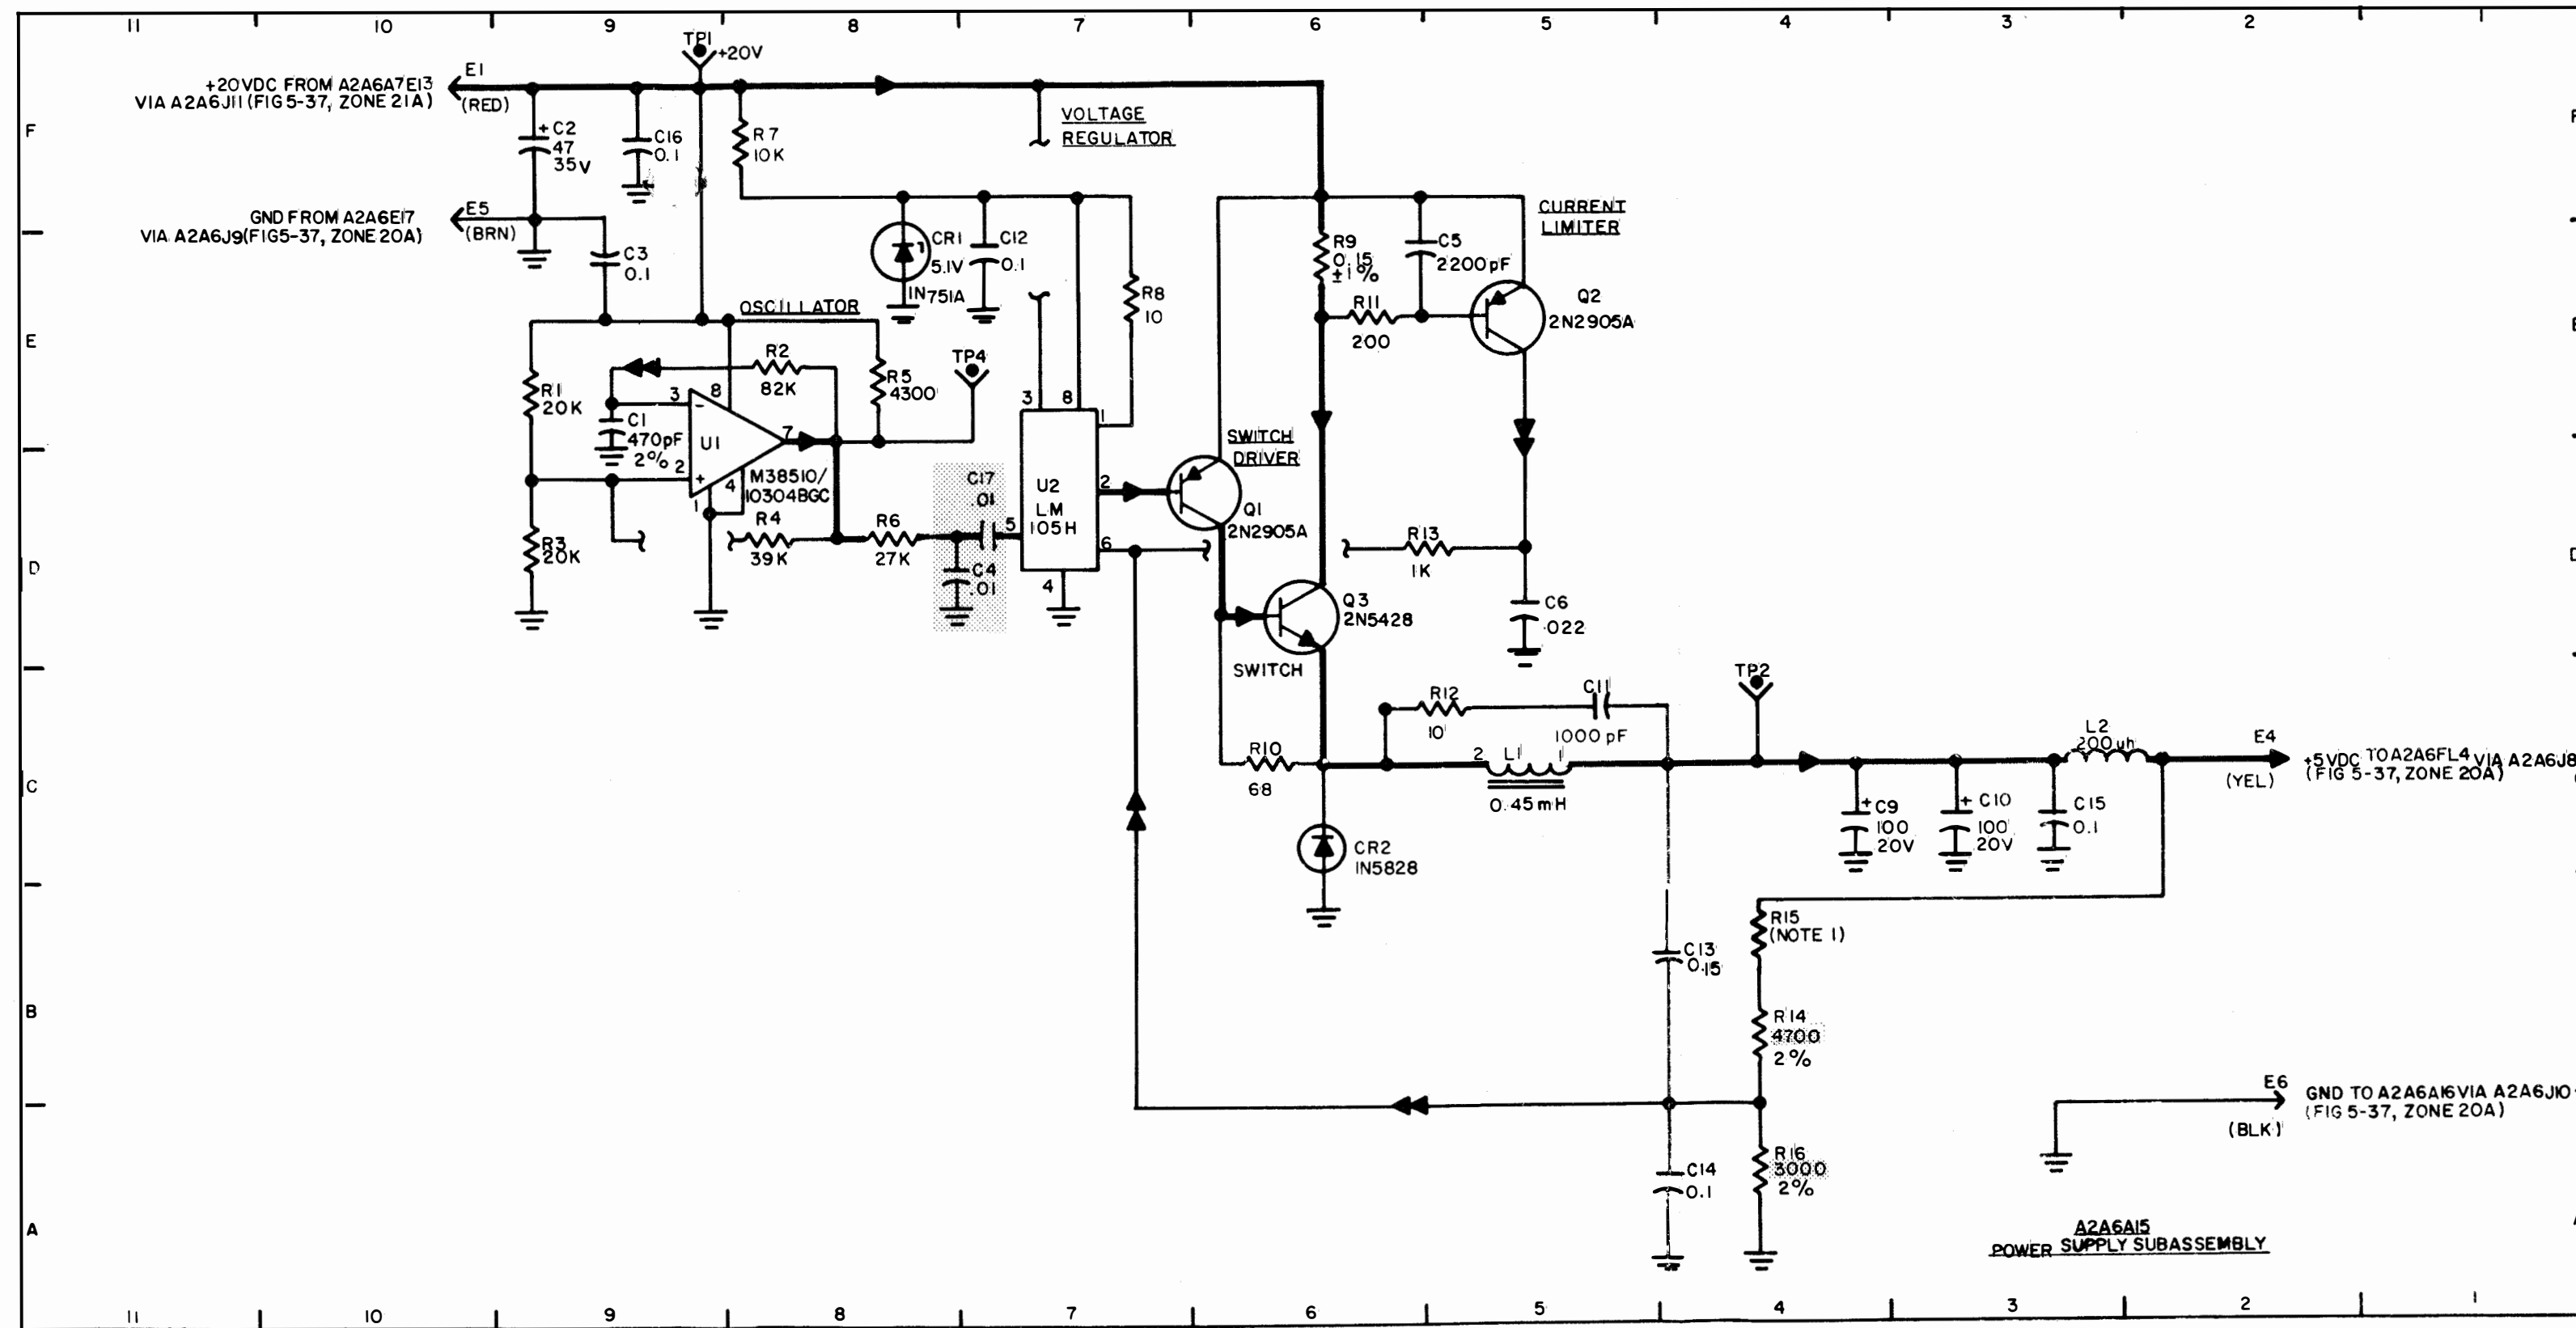 11 10 9 8 7 6 5 4 3 2
TP1
+20V
+20VDC FROM A2A6A7E13
VIA A2A6J11 (FIG 5-37, ZONE 21A)
E1
(RED)
F
+ C2
47
35V
C16
0.1
R7
10K
VOLTAGE
REGULATOR
GND FROM A2A6E17
VIA A2A6J9 (FIG 5-37, ZONE 20A)
E5
(BRN)
C3
0.1
CR1
5.1V
IN751A
C12
0.1
R8
10
R9
0.15
±1%
C5
2200pF
CURRENT
LIMITER
Q2
2N2905A
R11
200
E
OSCILLATOR
R2
82K
R5
4300
TP4
R1
20K
C1
470pF
2%
3
8
-
U1
7
2
+
4
1
M38510/
10304BGC
R4
39K
R6
27K
C17
.01
C4
.01
R3
20K
3 8
1
2
5
6
4
U2
LM
105H
SWITCH
DRIVER
Q1
2N2905A
R13
1K
D
Q3
2N5428
SWITCH
C6
.022
R12
10
C11
1000 pF
TP2
R10
68
2 L1 1
0.45mH
C
CR2
IN5828
L2
200uh
E4
(YEL)
+5VDC TO A2A6FL4 VIA A2A6J8
(FIG 5-37, ZONE 20A)
+ C9
100
20V
+ C10
100
20V
C15
0.1
R15
(NOTE 1)
C13
0.15
B
R14
4700
2%
E6
(BLK)
GND TO A2A6A16 VIA A2A6J10
(FIG 5-37, ZONE 20A)
C14
0.1
R16
3000
2%
A
A2A6A15
POWER SUPPLY SUBASSEMBLY
11 10 9 8 7 6 5 4 3 2 1